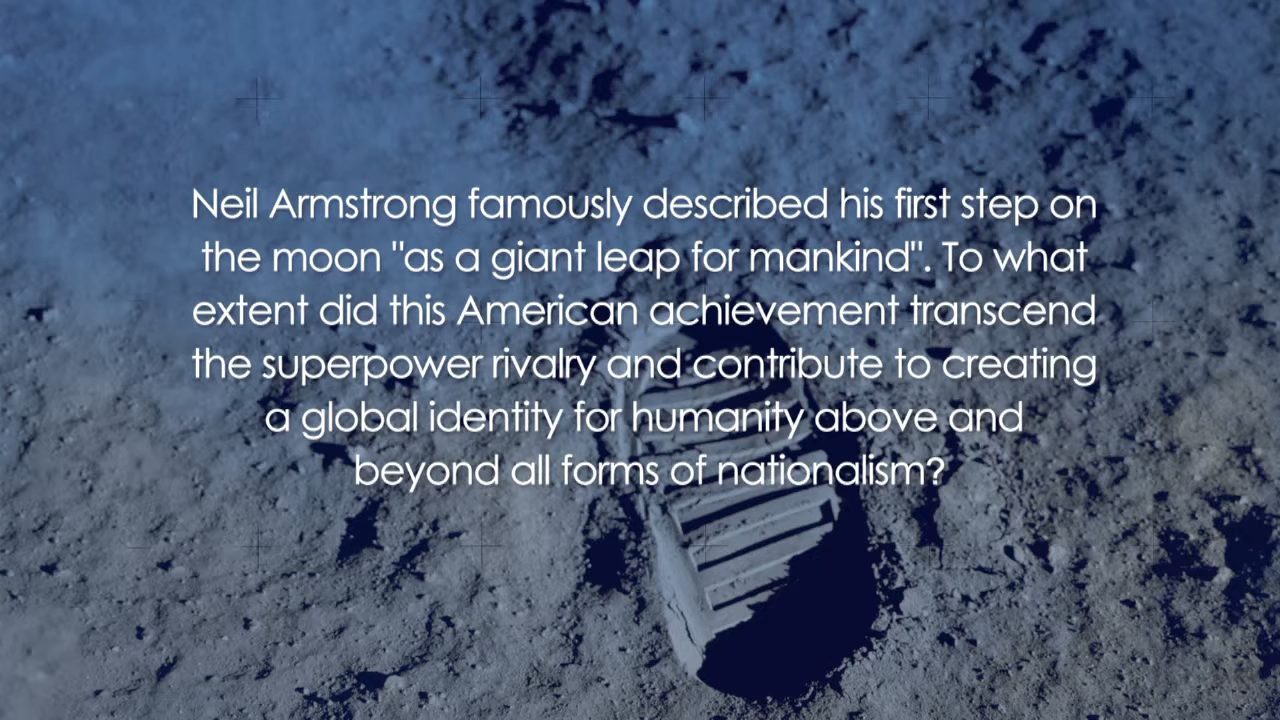 Neil Armstrong famously described his first step on
the moon "as a giant leap for mankind". To what
extent did this American achievement transcend
the superpower rivalry and contribute to creating
a global identity for humanity above and
beyond all forms of nationalism?